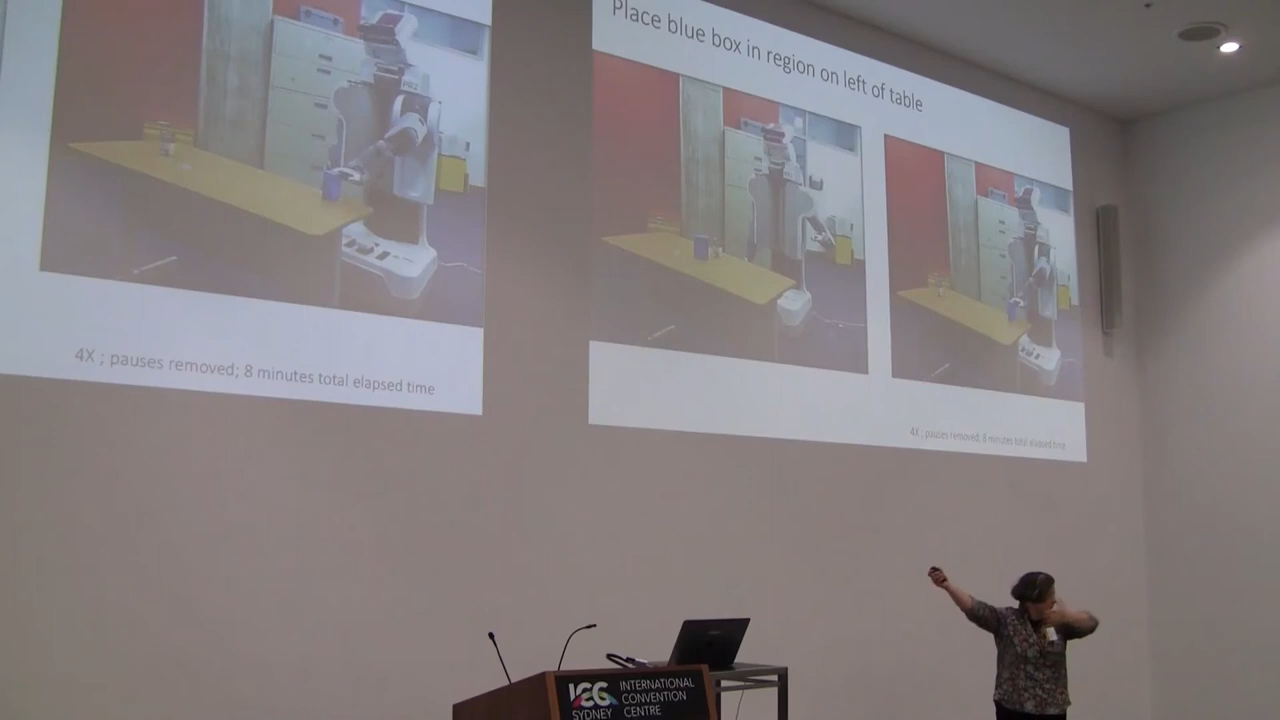 Place blue box in region on left of table
4X ; pauses removed; 8 minutes total elapsed time
4X ; pauses removed; 8 minutes total elapsed time
ICC
SYDNEY
INTERNATIONAL
CONVENTION
CENTRE